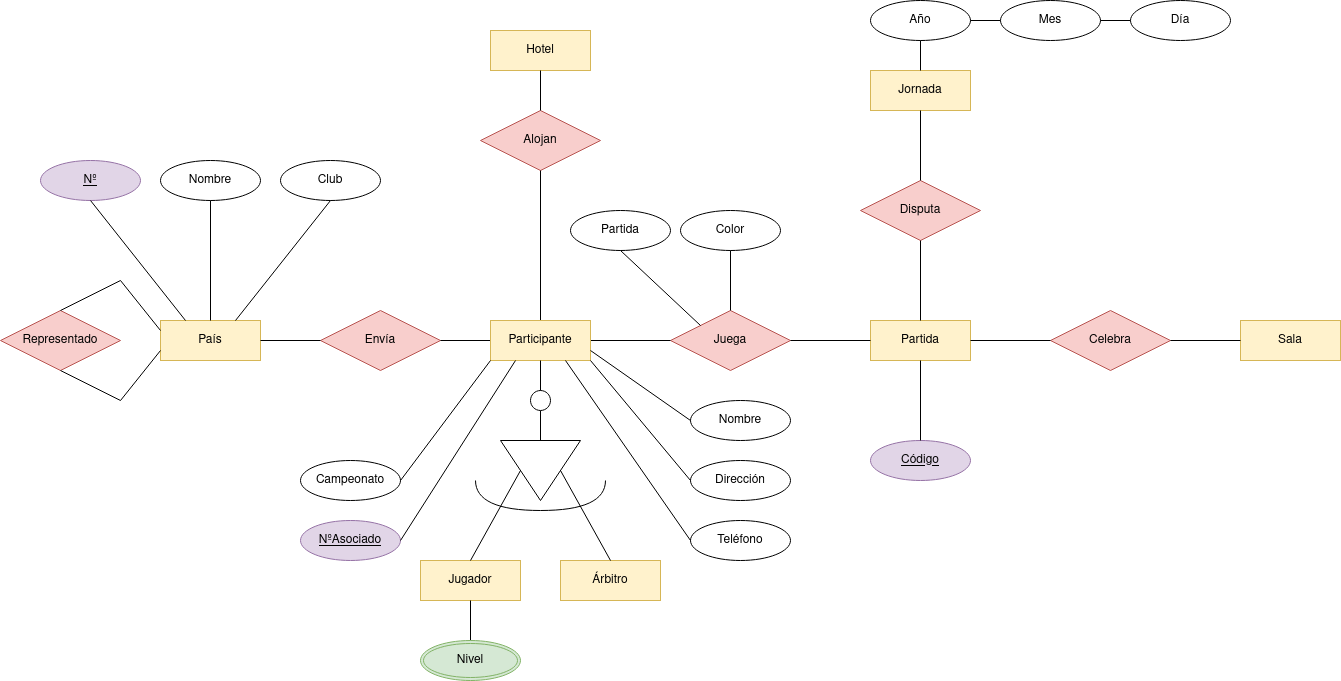 Año
Mes
Día
Hotel
Jornada
Alojan
Nº
Nombre
Club
Disputa
Partida
Color
Representado
País
Envía
Participante
Juega
Partida
Celebra
Sala
Nombre
Código
Campeonato
Dirección
NºAsociado
Teléfono
Jugador
Árbitro
Nivel